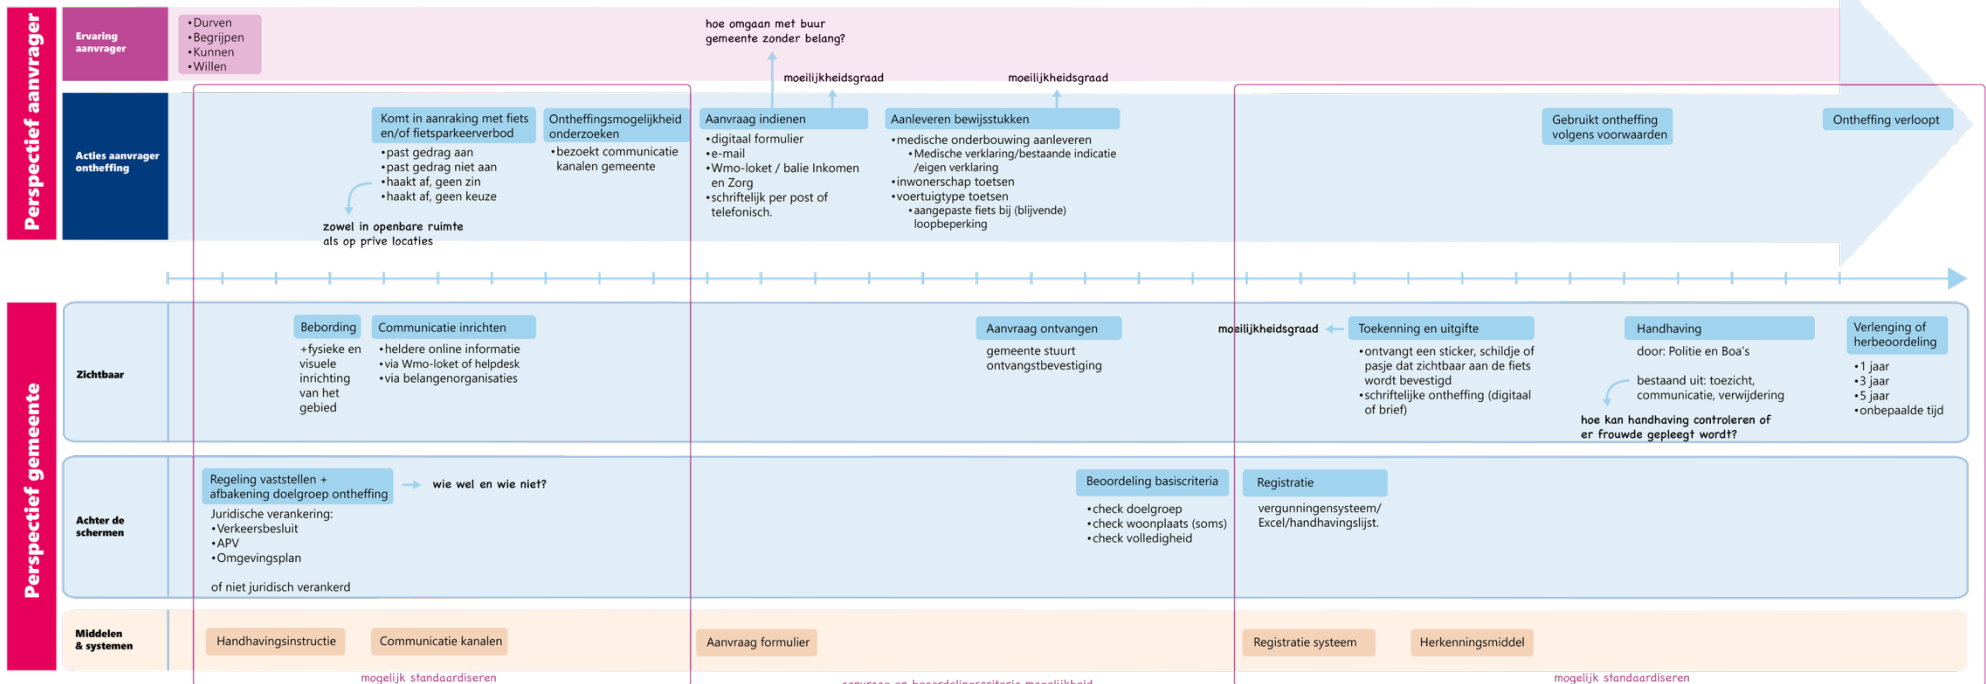 Perspectief aanvrager
Ervaring
aanvrager
•Durven
•Begrijpen
•Kunnen
•Willen
hoe omgaan met buur
gemeente zonder belang?
moeilijkheidsgraad
moeilijkheidsgraad
Acties aanvrager
ontheffing
Komt in aanraking met fiets
en/of fietsparkeerverbod
•past gedrag aan
•past gedrag niet aan
•haakt af, geen zin
•haakt af, geen keuze
zowel in openbare ruimte
als op prive locaties
Ontheffingsmogelijkheid
onderzoeken
•bezoekt communicatie
kanalen gemeente
Aanvraag indienen
•digitaal formulier
•e-mail
•Wmo-loket / balie Inkomen
en Zorg
•schriftelijk per post of
telefonisch.
Aanleveren bewijsstukken
•medische onderbouwing aanleveren
•Medische verklaring/bestaande indicatie
/eigen verklaring
•inwonerschap toetsen
•voertuigtype toetsen
•aangepaste fiets bij (blijvende)
loopbeperking
Gebruikt ontheffing
volgens voorwaarden
Ontheffing verloopt
Perspectief gemeente
Zichtbaar
Bebording
+fysieke en
visuele
inrichting
van het
gebied
Communicatie inrichten
•heldere online informatie
•via Wmo-loket of helpdesk
•via belangenorganisaties
Aanvraag ontvangen
gemeente stuurt
ontvangstbevestiging
moeilijkheidsgraad
Toekenning en uitgifte
•ontvangt een sticker, schildje of
pasje dat zichtbaar aan de fiets
wordt bevestigd
•schriftelijke ontheffing (digitaal
of brief)
Handhaving
door: Politie en Boa's
bestaand uit: toezicht,
communicatie, verwijdering
hoe kan handhaving controleren of
er frouwde gepleegt wordt?
Verlenging of
herbeoordeling
•1 jaar
•3 jaar
•5 jaar
•onbepaalde tijd
Achter de
schermen
Regeling vaststellen +
afbakening doelgroep ontheffing
wie wel en wie niet?
Juridische verankering:
•Verkeersbesluit
•APV
•Omgevingsplan
of niet juridisch verankerd
Beoordeling basiscriteria
•check doelgroep
•check woonplaats (soms)
•check volledigheid
Registratie
vergunningensysteem/
Excel/handhavingslijst.
Middelen
& systemen
Handhavingsinstructie
Communicatie kanalen
Aanvraag formulier
Registratie systeem
Herkenningsmiddel
mogelijk standaardiseren
aanvraag en beoordelingscriteria mogelijkheid
mogelijk standaardiseren